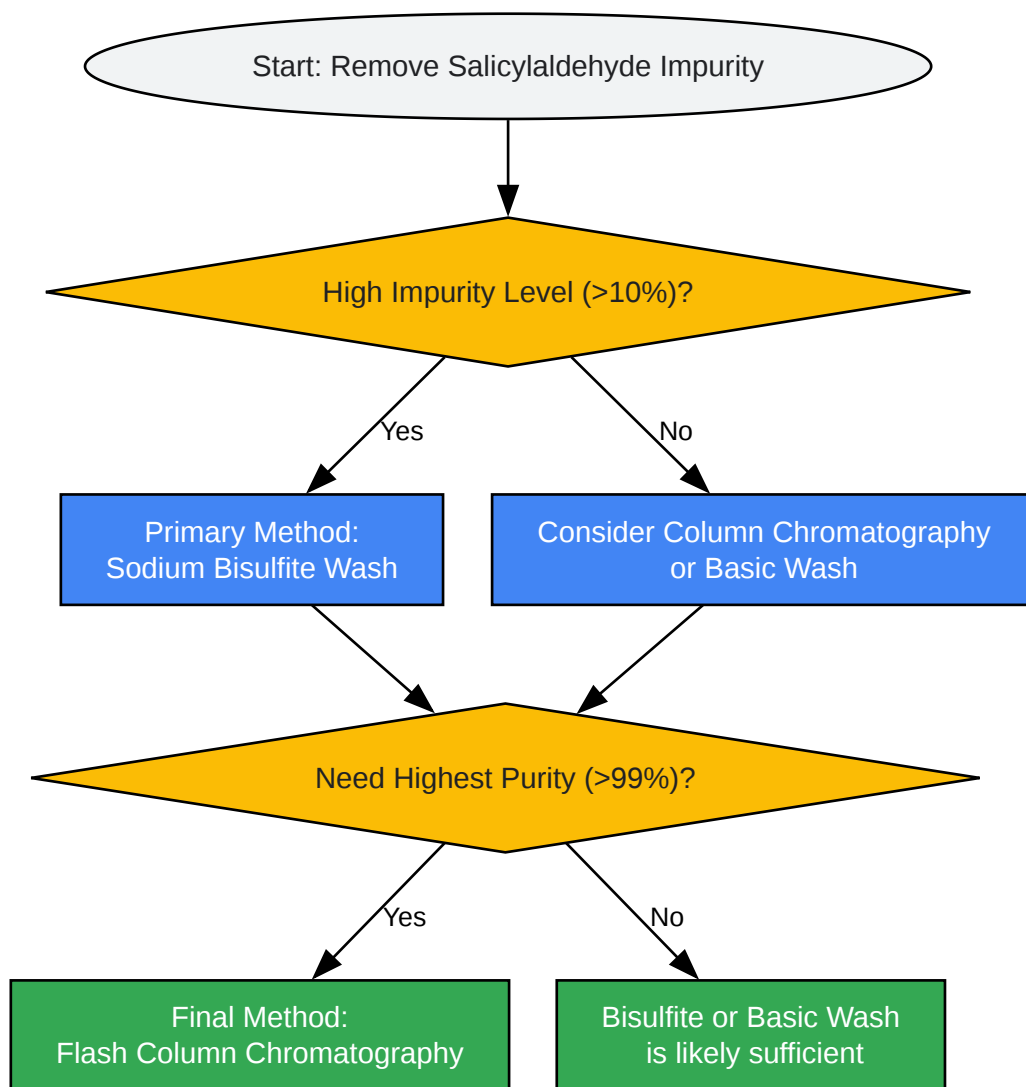 Start: Remove Salicylaldehyde Impurity
High Impurity Level (>10%)?
Yes
No
Primary Method:
Sodium Bisulfite Wash
Consider Column Chromatography
or Basic Wash
Need Highest Purity (>99%)?
Yes
No
Final Method:
Flash Column Chromatography
Bisulfite or Basic Wash
is likely sufficient